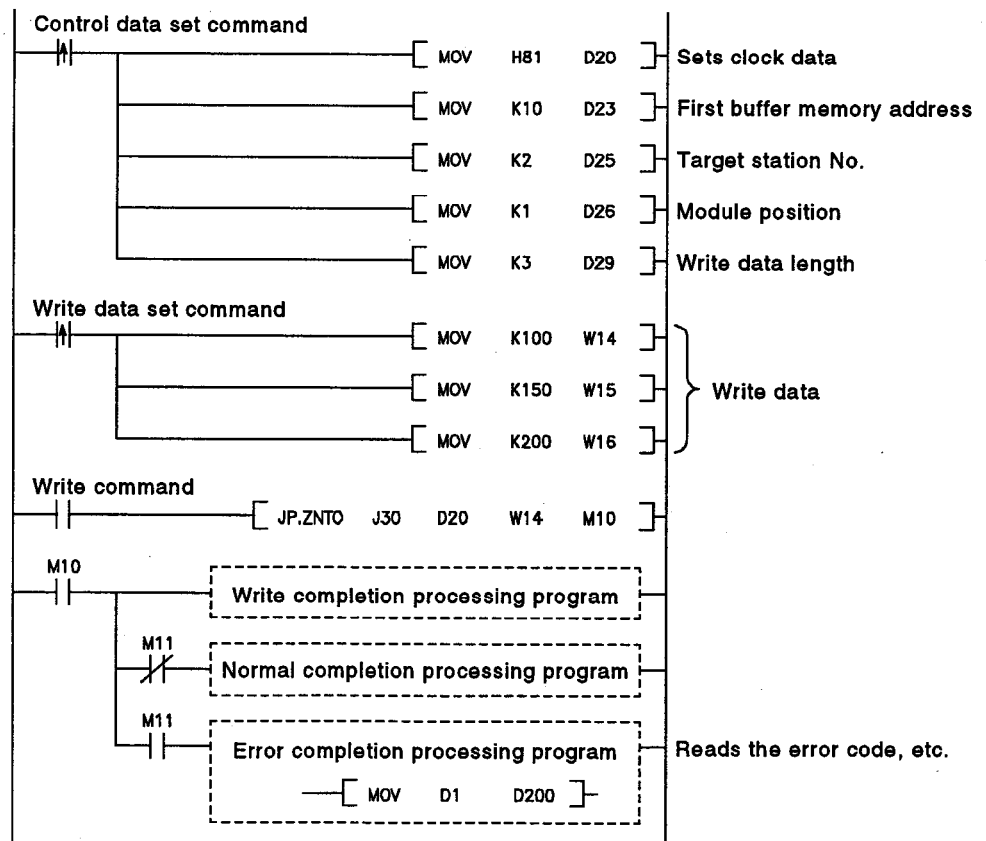 Control data set command
MOV H81 D20 Sets clock data
MOV K10 D23 First buffer memory address
MOV K2 D25 Target station No.
MOV K1 D26 Module position
MOV K3 D29 Write data length
Write data set command
MOV K100 W14
MOV K150 W15 Write data
MOV K200 W16
Write command
JP.ZNTO J30 D20 W14 M10
M10
Write completion processing program
M11
Normal completion processing program
M11
Error completion processing program Reads the error code, etc.
MOV D1 D200